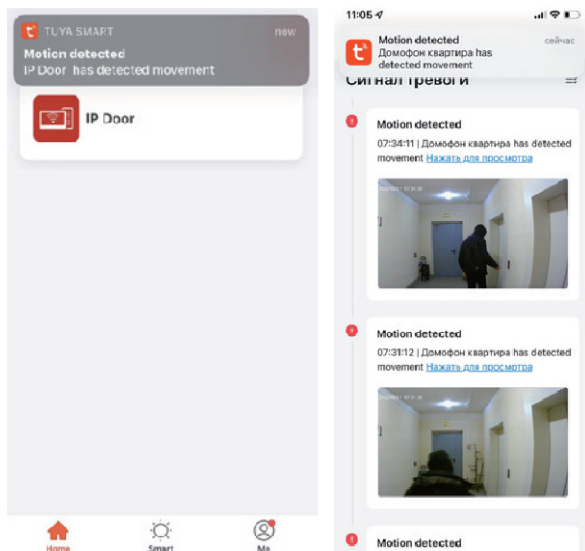 TUYA SMART
now
Motion detected
IP Door has detected movement
IP Door
Home
Smart
Me
11:05
Motion detected
сейчас
Домофон квартира has
detected movement
Сигнал тревоги
Motion detected
07:34:11 | Домофон квартира has detected
movement Нажать для просмотра
Motion detected
07:31:12 | Домофон квартира has detected
movement Нажать для просмотра
Motion detected